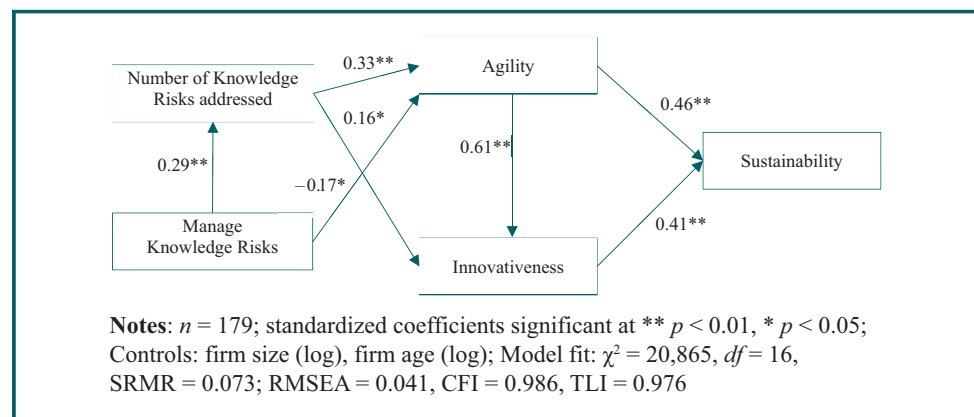 Number of Knowledge
Risks addressed
0.33**
Agility
0.16*
0.46**
0.29**
0.61**
Sustainability
–0.17*
Manage
Knowledge Risks
0.41**
Innovativeness
Notes: n = 179; standardized coefficients significant at ** p < 0.01, * p < 0.05;
Controls: firm size (log), firm age (log); Model fit: χ² = 20,865, df = 16,
SRMR = 0.073; RMSEA = 0.041, CFI = 0.986, TLI = 0.976